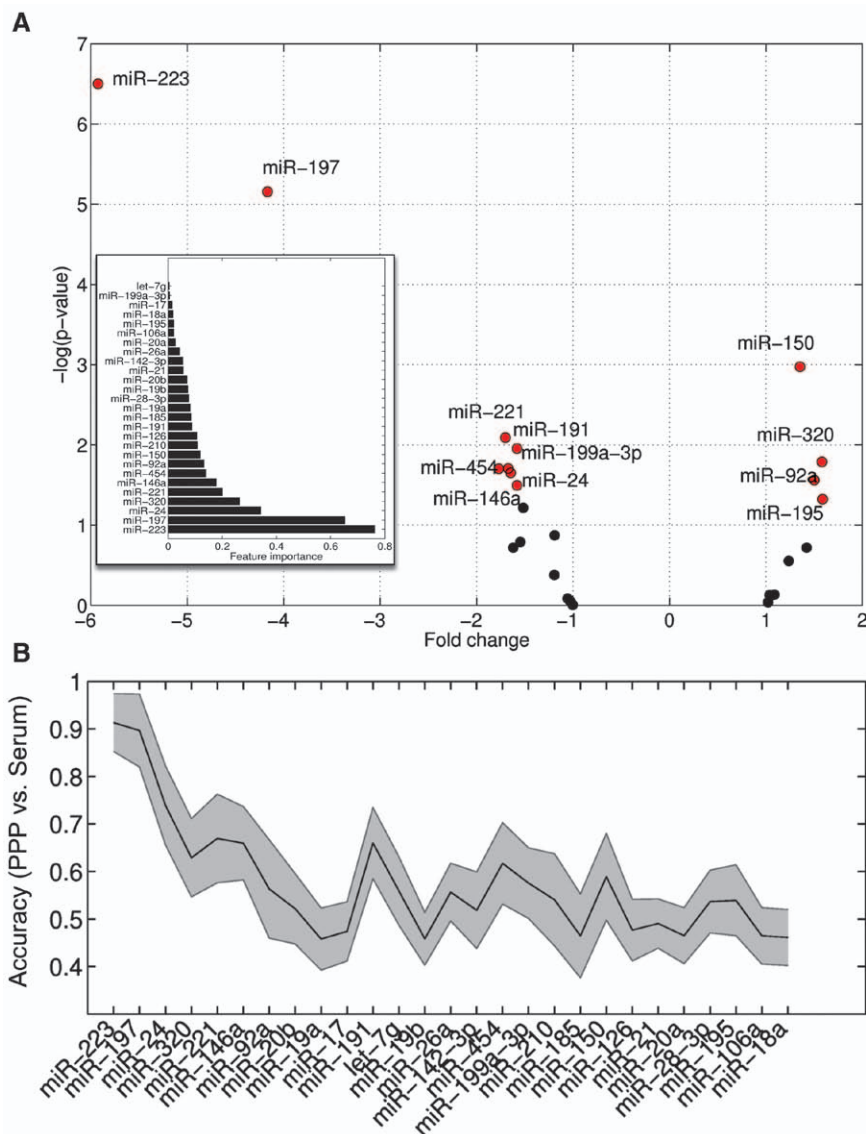 A
7
6
5
4
3
2
1
0
−log(p−value)
miR−223
miR−197
miR−150
miR−221
miR−191
miR−320
miR−199a−3p
miR−454
miR−92a
miR−24
miR−146a
miR−195
let−7g
miR−199a−3p
miR−17
miR−18a
miR−195
miR−106a
miR−20a
miR−26a
miR−142−3p
miR−21
miR−20b
miR−19b
miR−28−3p
miR−19a
miR−185
miR−191
miR−126
miR−210
miR−150
miR−92a
miR−454
miR−146a
miR−221
miR−320
miR−24
miR−197
miR−223
0 0.2 0.4 0.6 0.8
Feature importance
−6 −5 −4 −3 −2 −1 0 1 2
Fold change
B
1
0.9
0.8
0.7
0.6
0.5
0.4
Accuracy (PPP vs. Serum)
miR−223
miR−197
miR−24
miR−320
miR−221
miR−146a
miR−92a
miR−20b
miR−19a
miR−17
miR−191
let−7g
miR−19b
miR−26a
miR−142−3p
miR−454
miR−199a−3p
miR−210
miR−185
miR−150
miR−126
miR−21
miR−20a
miR−28−3p
miR−195
miR−106a
miR−18a